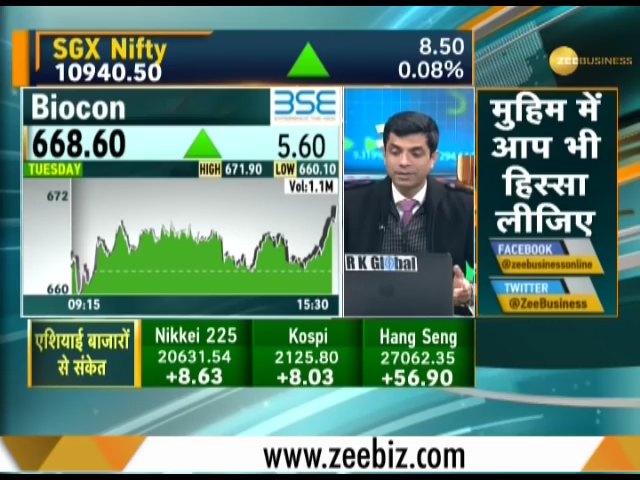 SGX Nifty
10940.50
8.50
0.08%
ZEEBUSINESS
Biocon
BSE
EXPERIENCE THE NEW
668.60
5.60
TUESDAY
HIGH 671.90
LOW 660.10
Vol:1.1M
672
660
09:15
15:30
R K Global
मुहिम में
आप भी
हिस्सा
लीजिए
FACEBOOK
@zeebusinessonline
TWITTER
@ZeeBusiness
एशियाई बाजारों
से संकेत
Nikkei 225
20631.54
+8.63
Kospi
2125.80
+8.03
Hang Seng
27062.35
+56.90
www.zeebiz.com